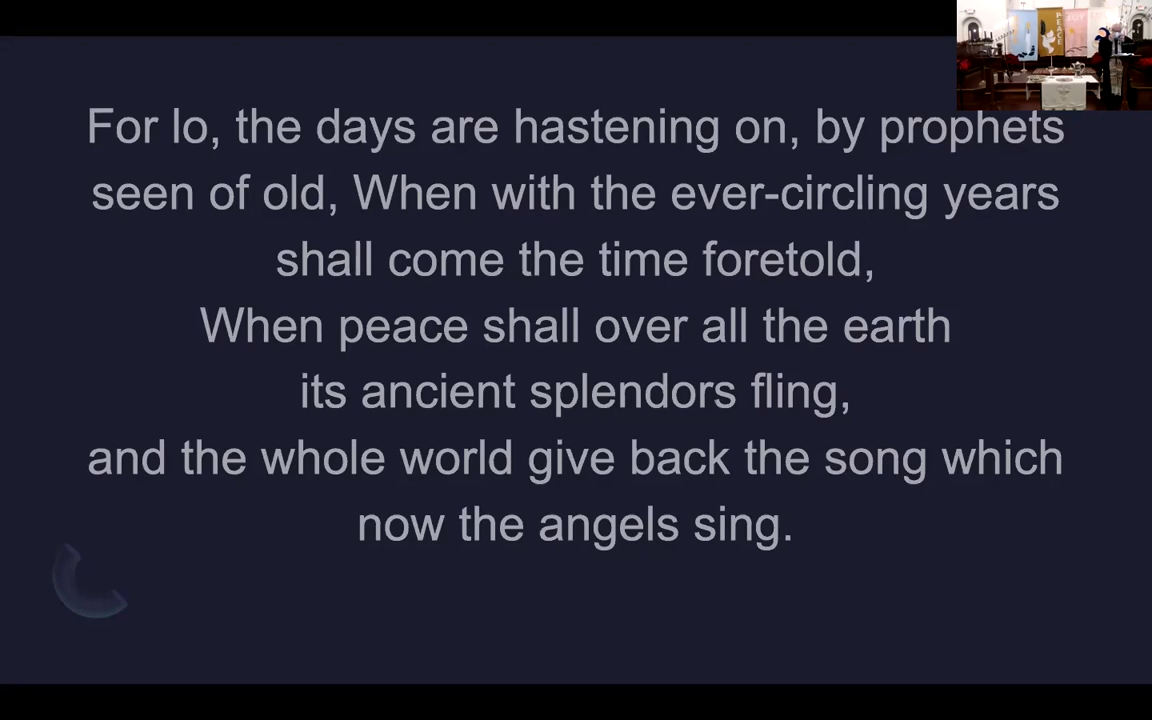 PEACE
JOY
For lo, the days are hastening on, by prophets
seen of old, When with the ever-circling years
shall come the time foretold,
When peace shall over all the earth
its ancient splendors fling,
and the whole world give back the song which
now the angels sing.